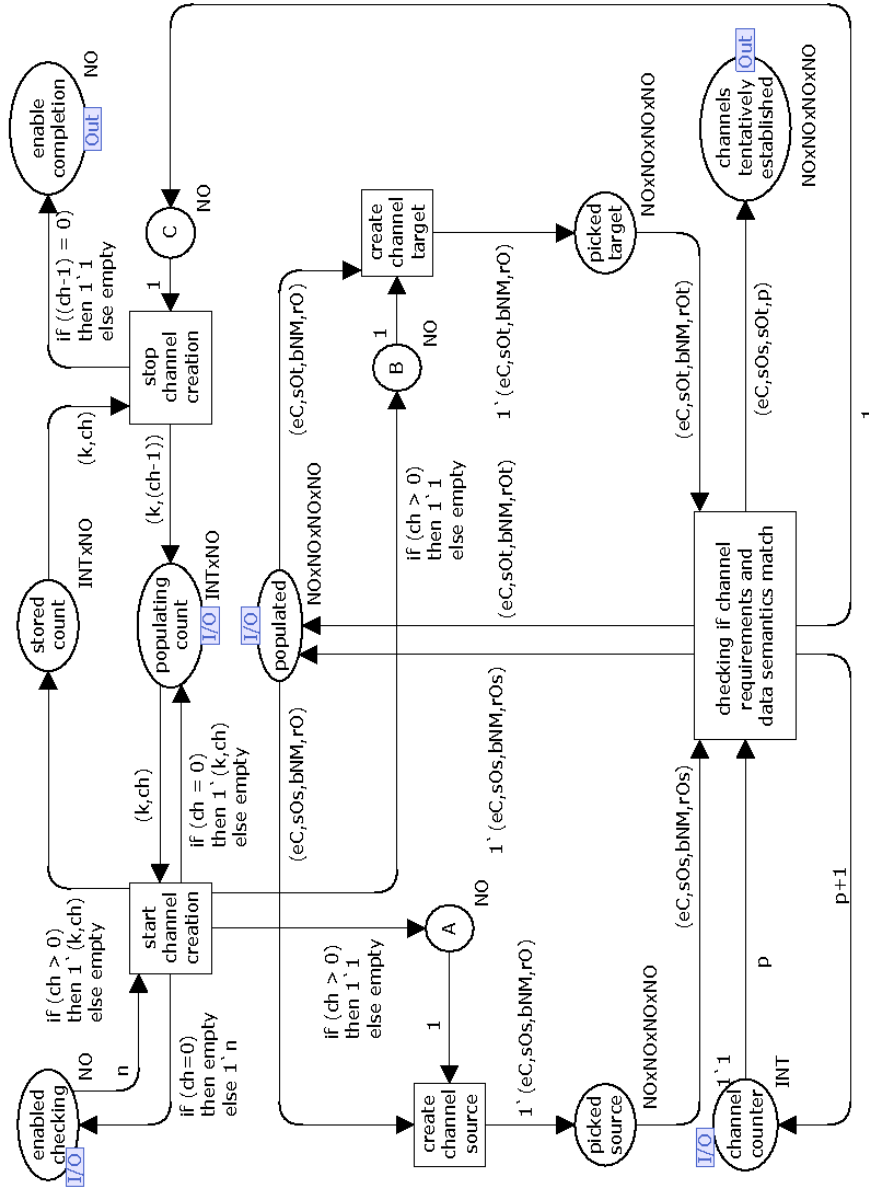 enabled
checking
I/O
NO
n
if (ch=0)
then empty
else 1`n
if (ch > 0)
then 1`(k,ch)
else empty
start
channel
creation
(k,ch)
if (ch = 0)
then 1`(k,ch)
else empty
stored
count
INTxNO
populating
count
I/O
INTxNO
(k,ch)
(k,(ch-1))
stop
channel
creation
if ((ch-1) = 0)
then 1`1
else empty
enable
completion
Out
NO
1
C
NO
I/O
populated
NOxNOxNOxNO
(eC,sOs,bNM,rO)
(eC,sOt,bNM,rO)
if (ch > 0)
then 1`1
else empty
A
NO
1
create
channel
source
if (ch > 0)
then 1`1
else empty
B
NO
1
create
channel
target
1`(eC,sOs,bNM,rO)
1`(eC,sOs,bNM,rOs)
(eC,sOt,bNM,rOt)
1`(eC,sOt,bNM,rO)
picked
source
NOxNOxNOxNO
picked
target
NOxNOxNOxNO
(eC,sOs,bNM,rOs)
(eC,sOt,bNM,rOt)
I/O
channel
counter
1`1
INT
p
checking if channel
requirements and
data semantics match
(eC,sOs,sOt,p)
channels
tentatively
established
Out
NOxNOxNOxNO
p+1
1